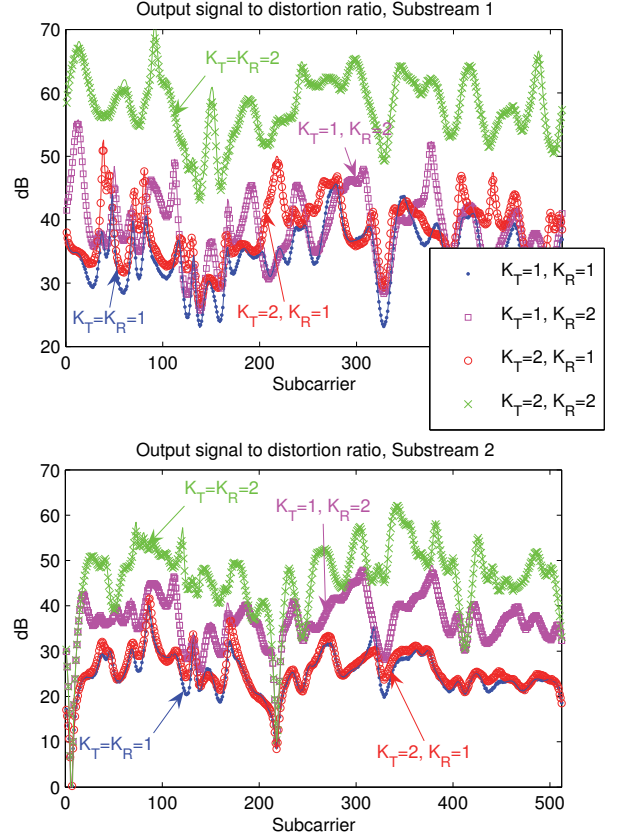 Output signal to distortion ratio, Substream 1
70
60
50
40
30
20
dB
K_T=K_R=2
K_T=1, K_R=2
K_T=K_R=1
K_T=2, K_R=1
0 100 200 300
Subcarrier
K_T=1, K_R=1
K_T=1, K_R=2
K_T=2, K_R=1
K_T=2, K_R=2
Output signal to distortion ratio, Substream 2
70
60
50
40
30
20
10
0
dB
K_T=K_R=2
K_T=1, K_R=2
K_T=K_R=1
K_T=2, K_R=1
0 100 200 300 400 500
Subcarrier